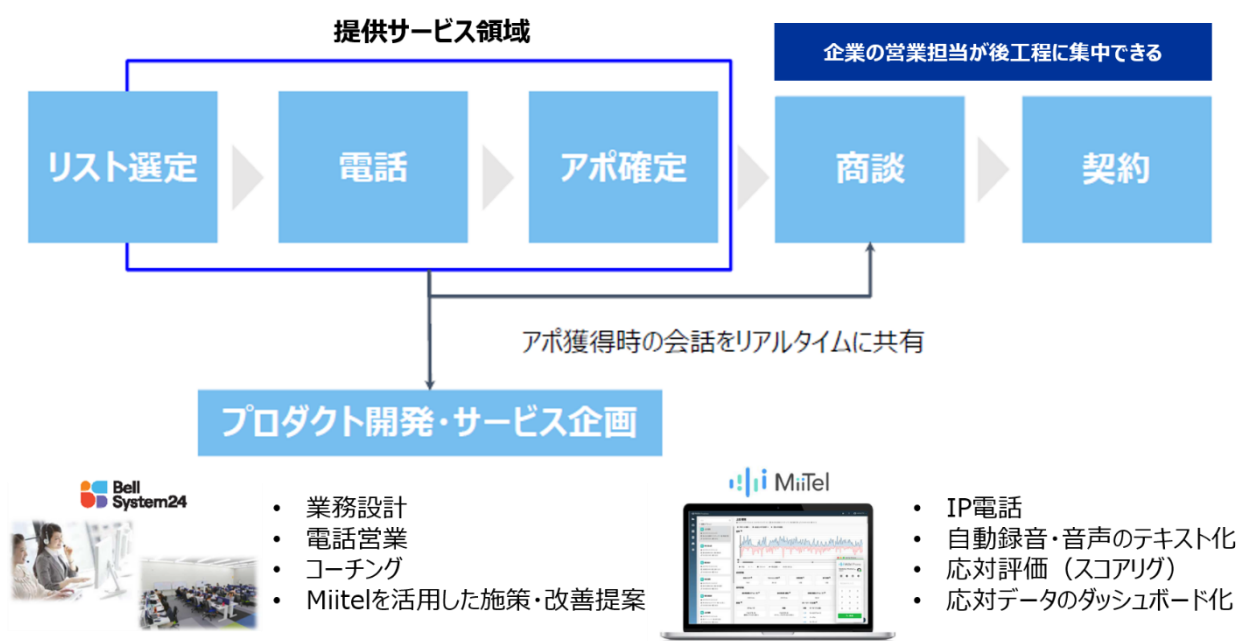 提供サービス領域
企業の営業担当が後工程に集中できる
リスト選定
電話
アポ確定
商談
契約
アポ獲得時の会話をリアルタイムに共有
プロダクト開発・サービス企画
Bell
System24
• 業務設計
• 電話営業
• コーチング
• Miitelを活用した施策・改善提案
MiiTel
• IP電話
• 自動録音・音声のテキスト化
• 応対評価（スコアリグ）
• 応対データのダッシュボード化